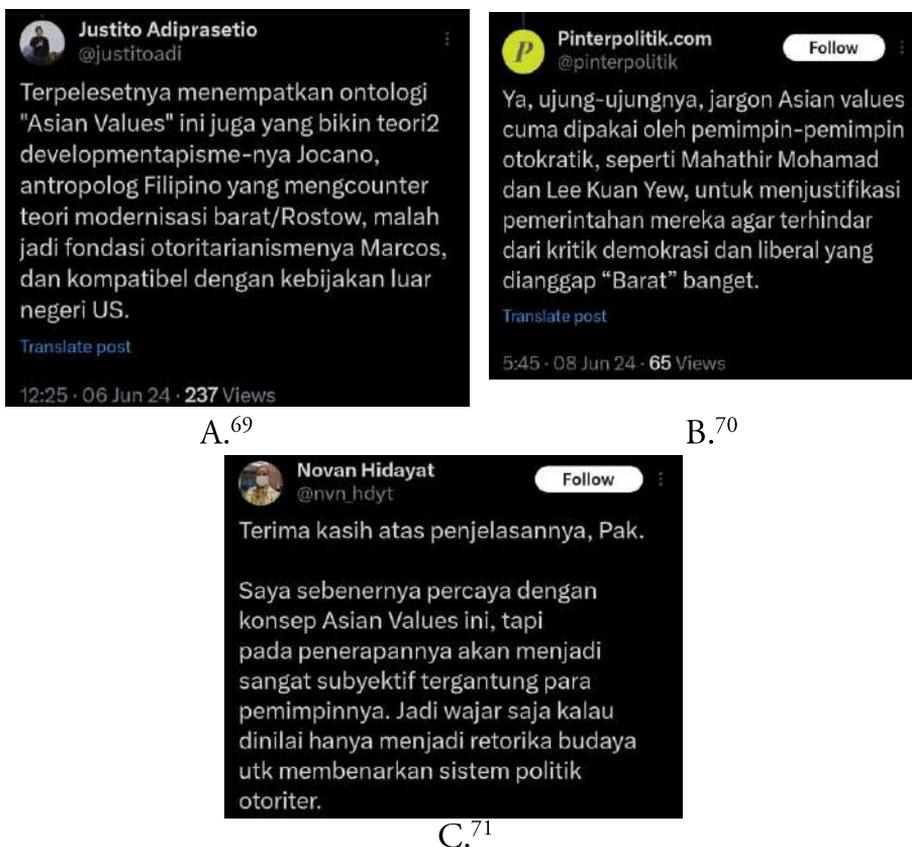 Justito Adiprasetio
@justitoadi
Terpelesetnya menempatkan ontologi
"Asian Values" ini juga yang bikin teori2
developmentapisme-nya Jocano,
antropolog Filipino yang mengcounter
teori modernisasi barat/Rostow, malah
jadi fondasi otoritarianismenya Marcos,
dan kompatibel dengan kebijakan luar
negeri US.
Translate post
12:25 · 06 Jun 24 · 237 Views
A.69
P
Pinterpolitik.com
@pinterpolitik
Follow
Ya, ujung-ujungnya, jargon Asian values
cuma dipakai oleh pemimpin-pemimpin
otokratik, seperti Mahathir Mohamad
dan Lee Kuan Yew, untuk menjustifikasi
pemerintahan mereka agar terhindar
dari kritik demokrasi dan liberal yang
dianggap “Barat” banget.
Translate post
5:45 · 08 Jun 24 · 65 Views
B.70
Novan Hidayat
@nvn_hdyt
Follow
Terima kasih atas penjelasannya, Pak.
Saya sebenernya percaya dengan
konsep Asian Values ini, tapi
pada penerapannya akan menjadi
sangat subyektif tergantung para
pemimpinnya. Jadi wajar saja kalau
dinilai hanya menjadi retorika budaya
utk membenarkan sistem politik
otoriter.
C.71